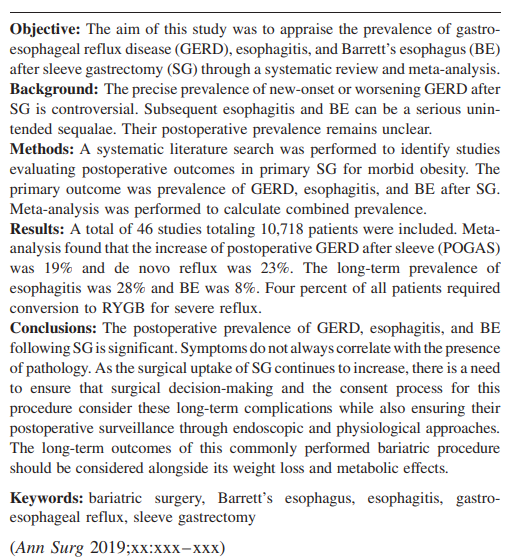 Objective: The aim of this study was to appraise the prevalence of gastro-
esophageal reflux disease (GERD), esophagitis, and Barrett's esophagus (BE)
after sleeve gastrectomy (SG) through a systematic review and meta-analysis.
Background: The precise prevalence of new-onset or worsening GERD after
SG is controversial. Subsequent esophagitis and BE can be a serious unin-
tended sequalae. Their postoperative prevalence remains unclear.
Methods: A systematic literature search was performed to identify studies
evaluating postoperative outcomes in primary SG for morbid obesity. The
primary outcome was prevalence of GERD, esophagitis, and BE after SG.
Meta-analysis was performed to calculate combined prevalence.
Results: A total of 46 studies totaling 10,718 patients were included. Meta-
analysis found that the increase of postoperative GERD after sleeve (POGAS)
was 19% and de novo reflux was 23%. The long-term prevalence of
esophagitis was 28% and BE was 8%. Four percent of all patients required
conversion to RYGB for severe reflux.
Conclusions: The postoperative prevalence of GERD, esophagitis, and BE
following SG is significant. Symptoms do not always correlate with the presence
of pathology. As the surgical uptake of SG continues to increase, there is a need
to ensure that surgical decision-making and the consent process for this
procedure consider these long-term complications while also ensuring their
postoperative surveillance through endoscopic and physiological approaches.
The long-term outcomes of this commonly performed bariatric procedure
should be considered alongside its weight loss and metabolic effects.
Keywords: bariatric surgery, Barrett's esophagus, esophagitis, gastro-
esophageal reflux, sleeve gastrectomy
(Ann Surg 2019;xx:xxx–xxx)